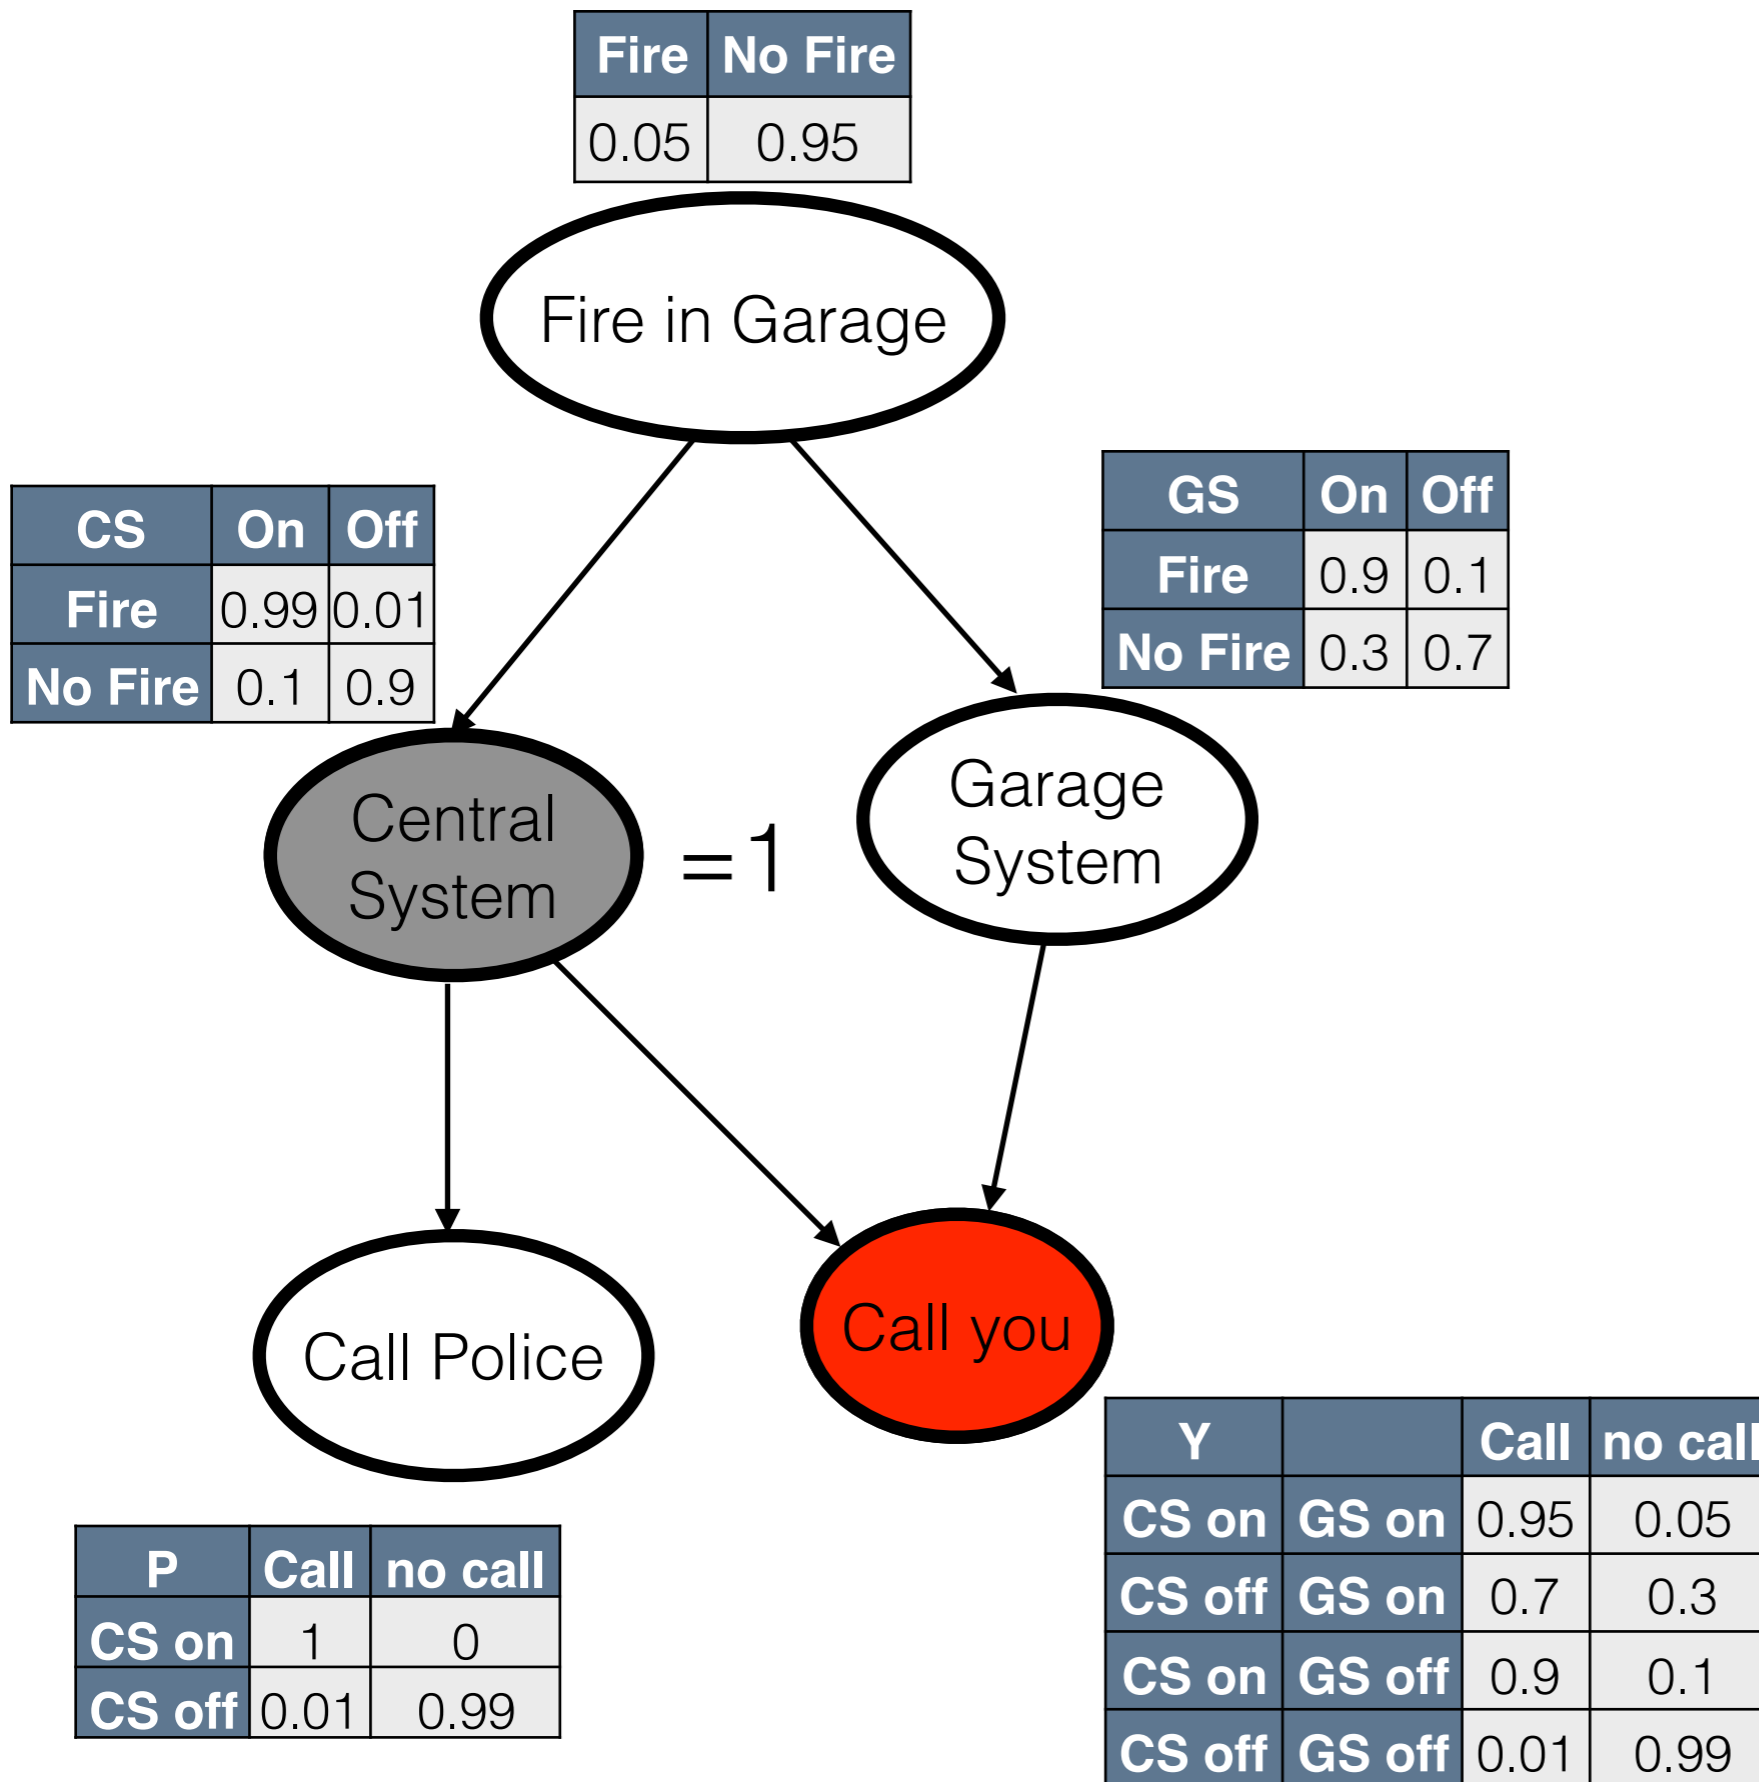 Fire No Fire
0.05 0.95
Fire in Garage
CS On Off
Fire 0.99 0.01
No Fire 0.1 0.9
GS On Off
Fire 0.9 0.1
No Fire 0.3 0.7
Central
System
=1
Garage
System
Call Police
Call you
P Call no call
CS on 1 0
CS off 0.01 0.99
Y Call no call
CS on GS on 0.95 0.05
CS off GS on 0.7 0.3
CS on GS off 0.9 0.1
CS off GS off 0.01 0.99